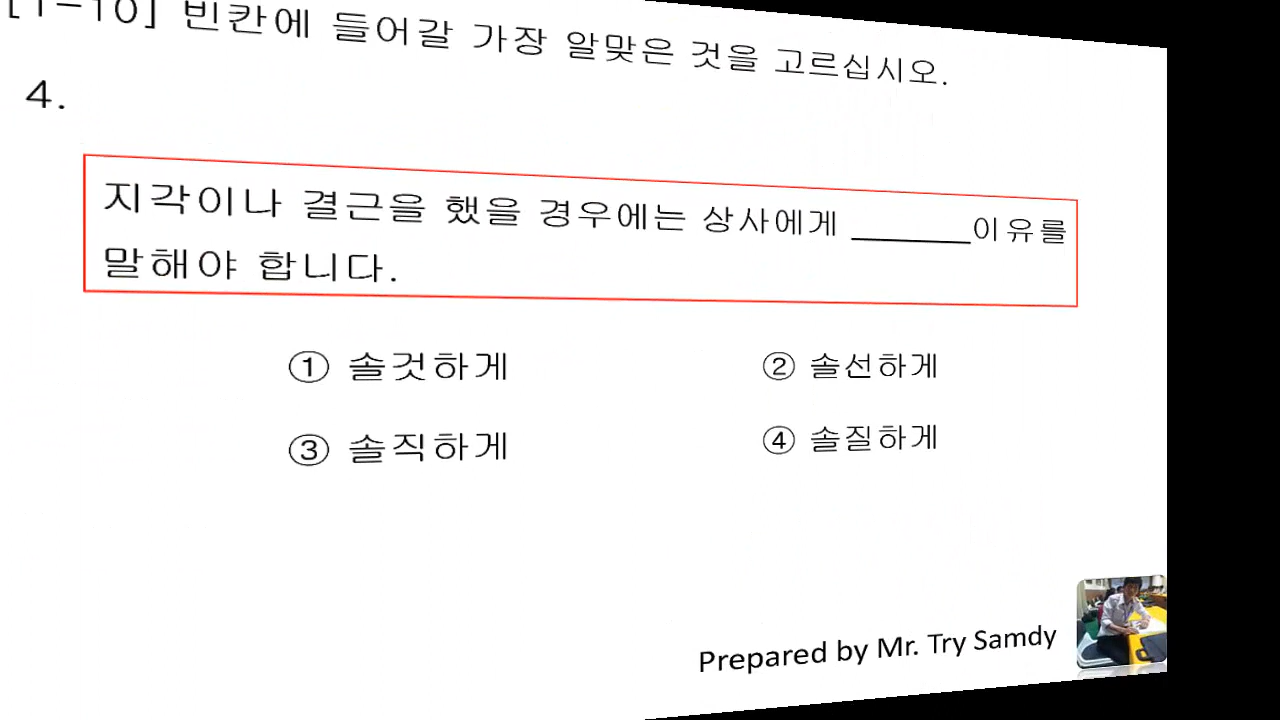 [1-10] 빈칸에 들어갈 가장 알맞은 것을 고르십시오.
4.
지각이나 결근을 했을 경우에는 상사에게 ______이유를
말해야 합니다.
① 솔것하게
② 솔선하게
③ 솔직하게
④ 솔질하게
Prepared by Mr. Try Samdy